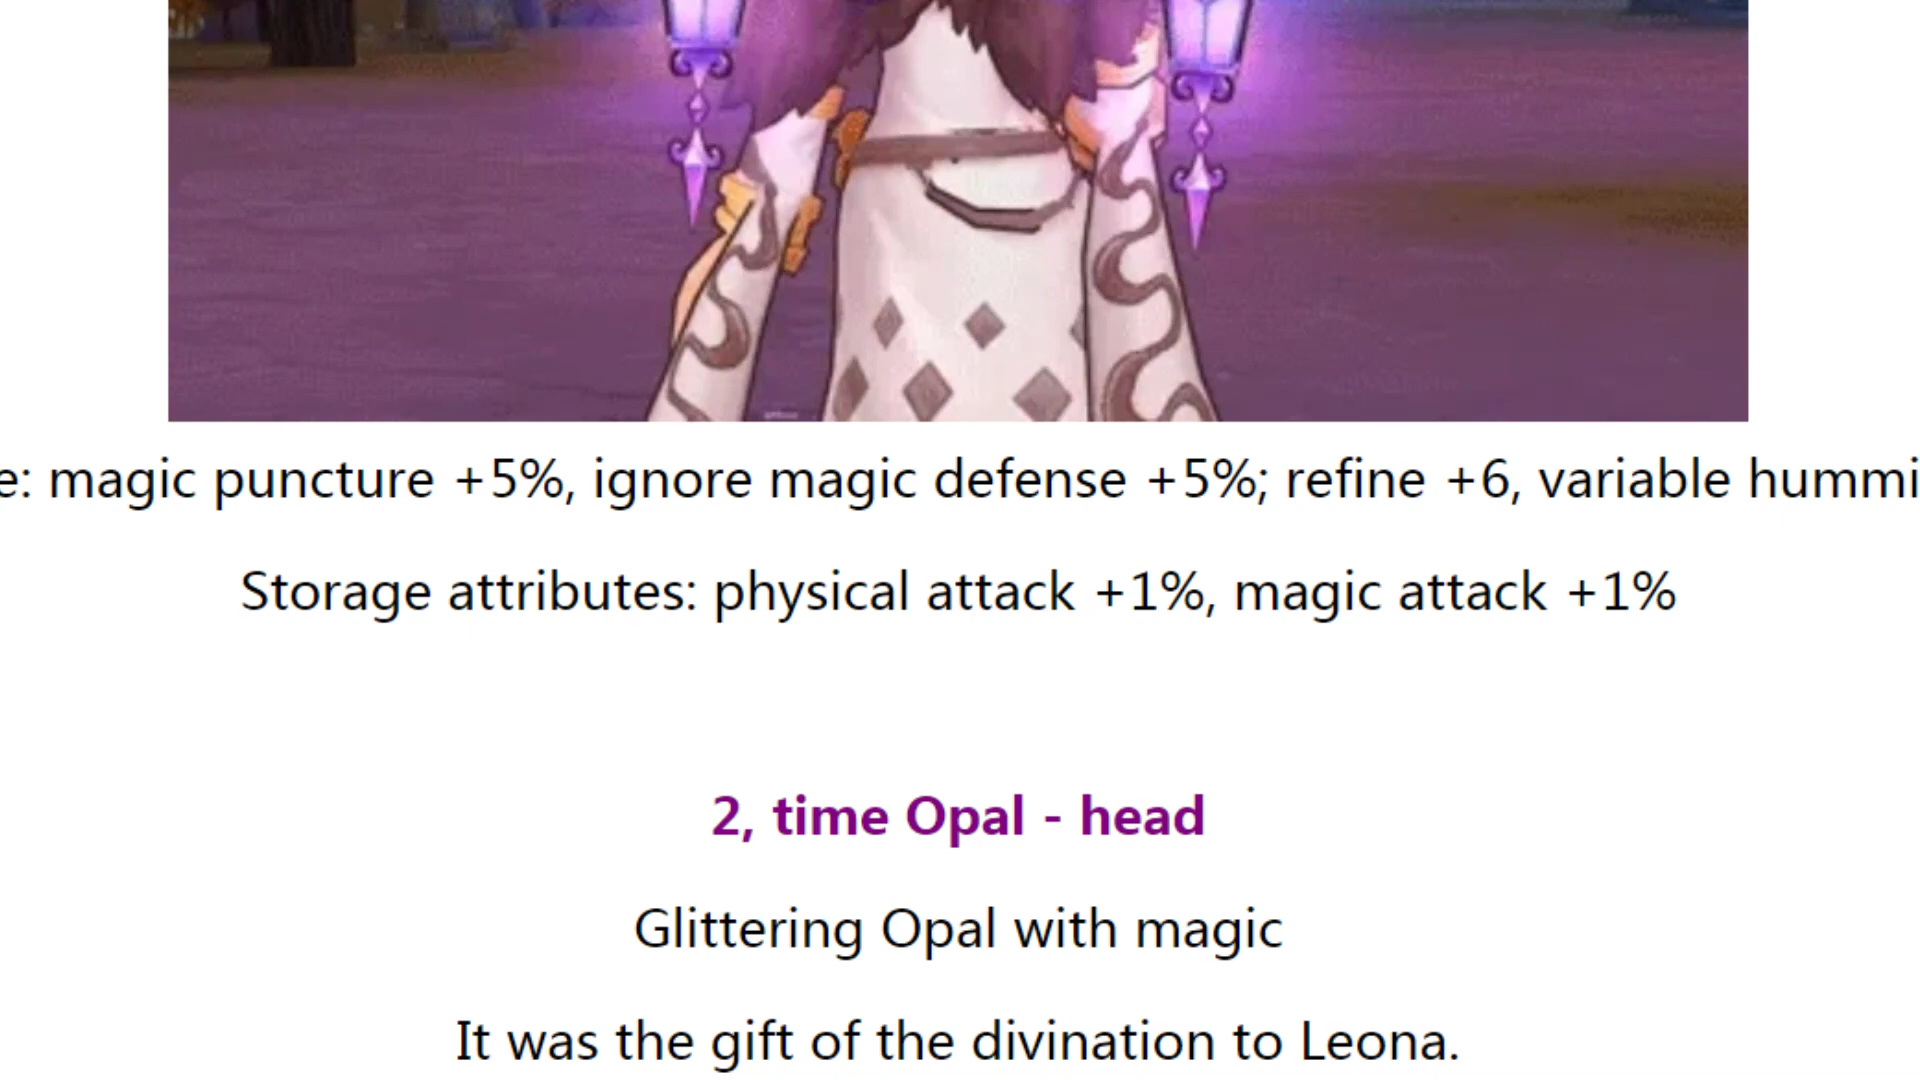 e: magic puncture +5%, ignore magic defense +5%; refine +6, variable hummi
Storage attributes: physical attack +1%, magic attack +1%
2, time Opal - head
Glittering Opal with magic
It was the gift of the divination to Leona.